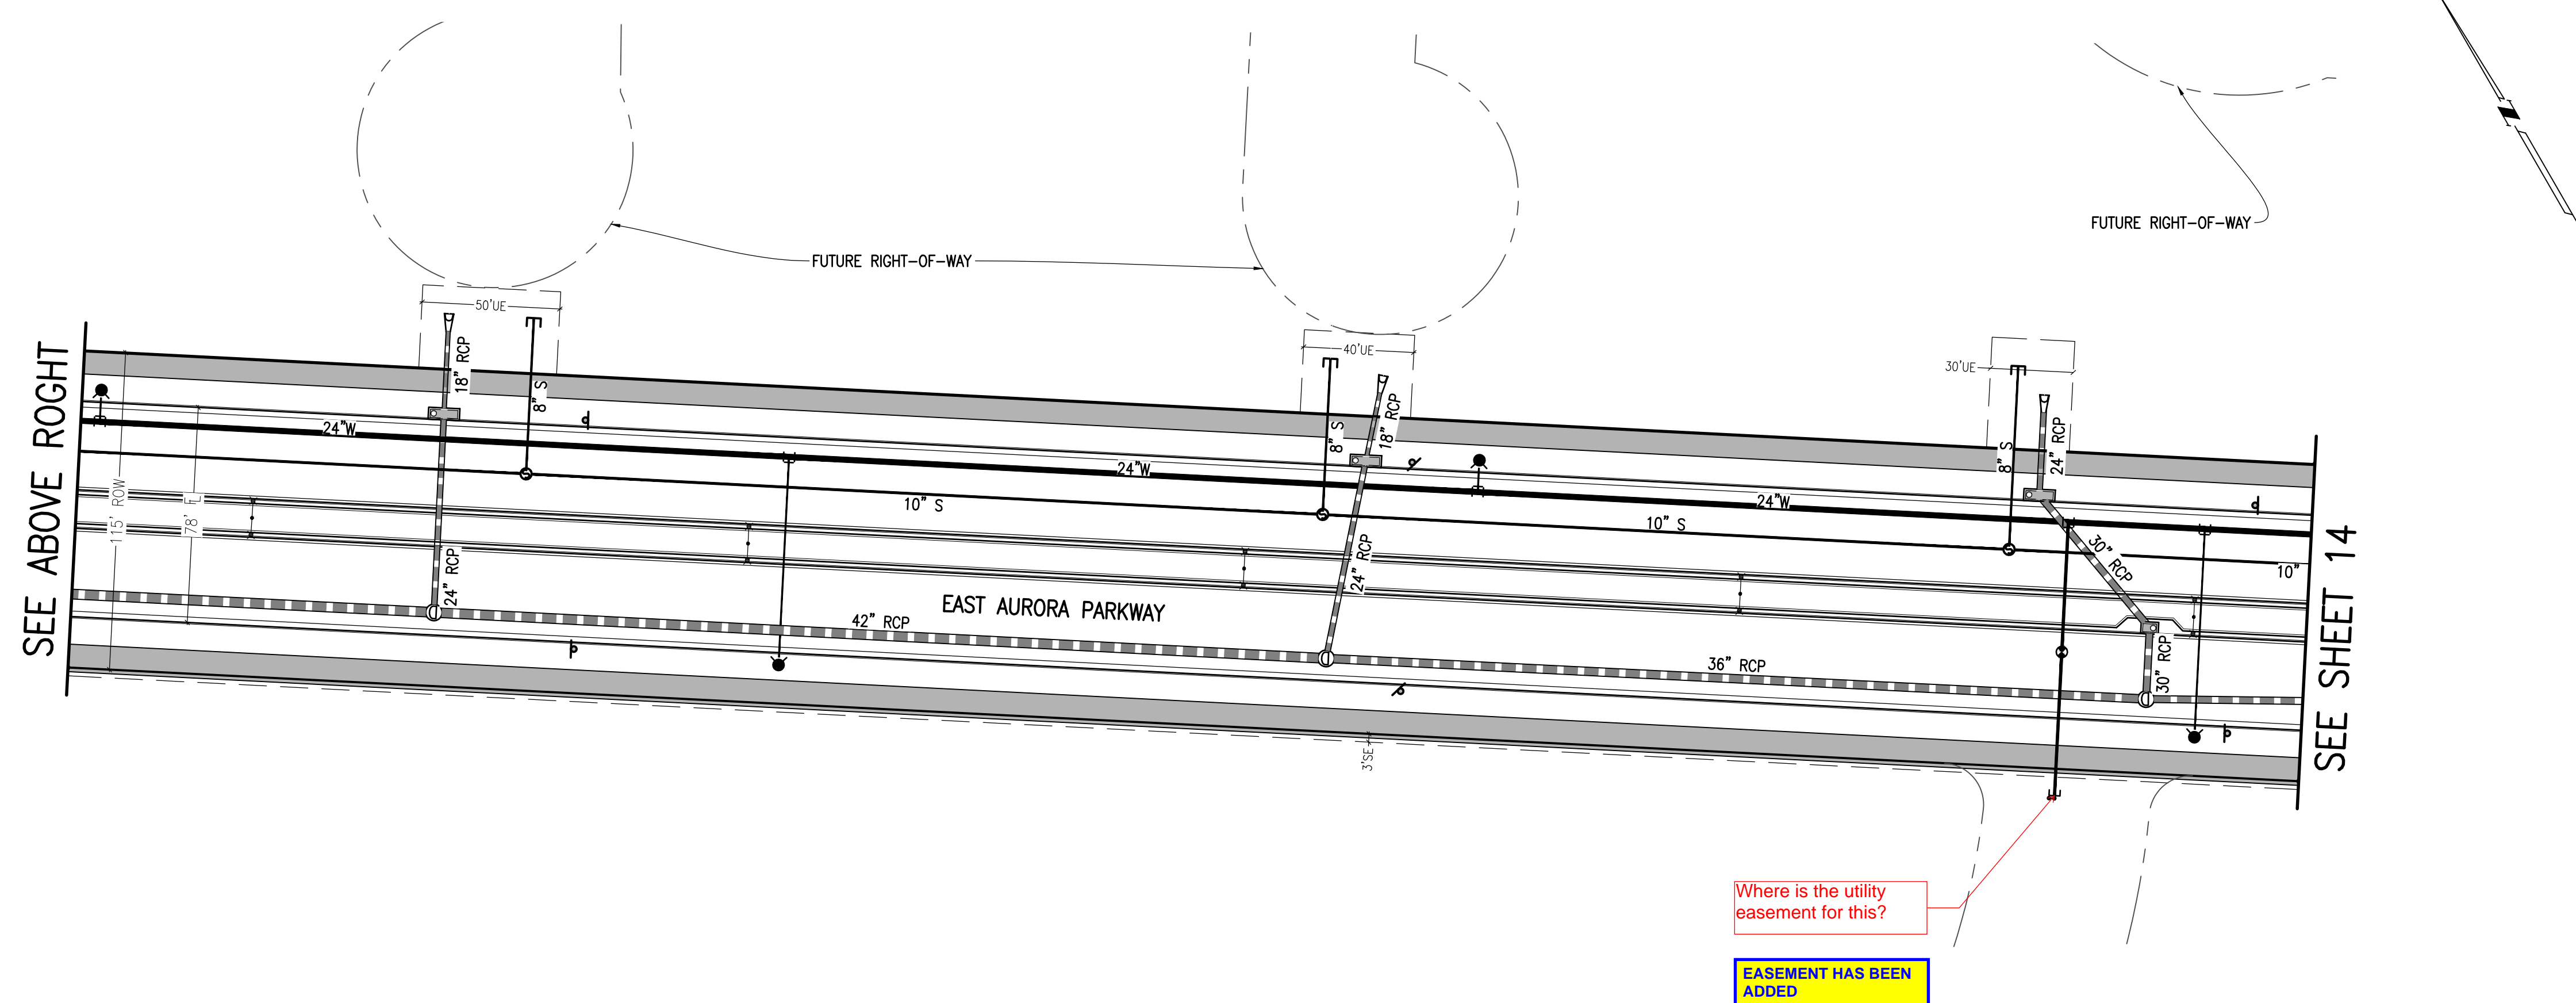 FUTURE RIGHT-OF-WAY
FUTURE RIGHT-OF-WAY
50'UE
40'UE
30'UE
SEE ABOVE ROGHT
115' ROW
78' FL
18" RCP
8" S
24"W
24" RCP
8" S
18" RCP
24"W
10" S
24" RCP
8" S
24" RCP
24"W
10" S
30" RCP
10"
EAST AURORA PARKWAY
42" RCP
36" RCP
30" RCP
3'SE
SEE SHEET 14
Where is the utility
easement for this?
EASEMENT HAS BEEN
ADDED